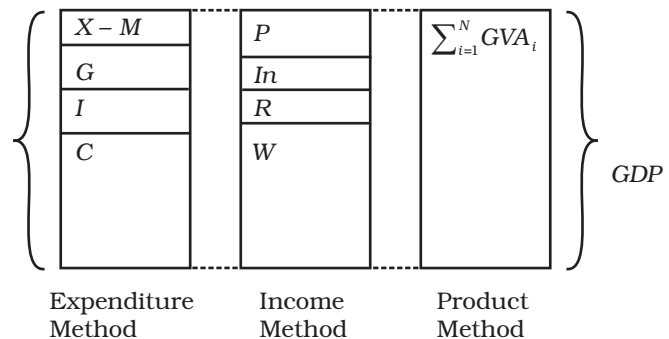 X – M
G
I
C
P
In
R
W
∑ᵢ₌₁ᴺ GVAᵢ
GDP
Expenditure
Method
Income
Method
Product
Method